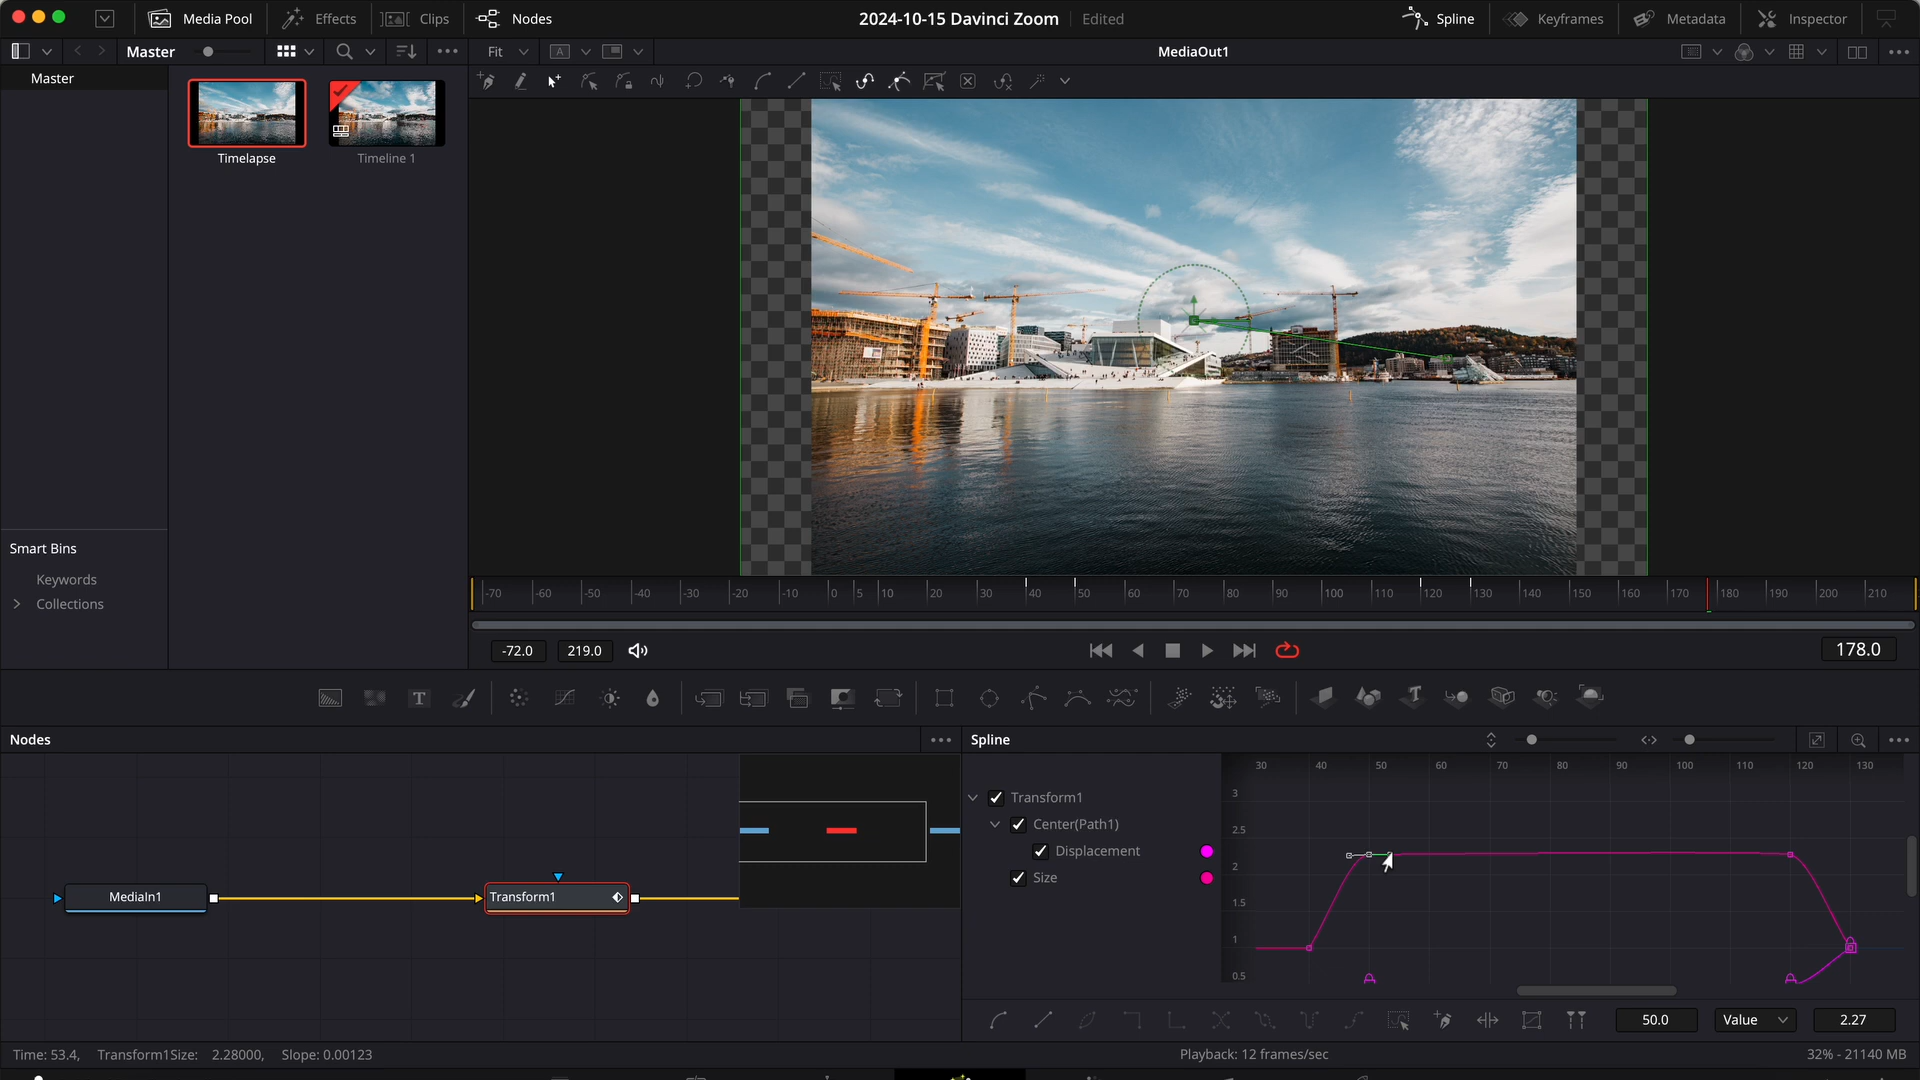 Media Pool
Effects
Clips
Nodes
2024-10-15 Davinci Zoom
Edited
Spline
Keyframes
Metadata
Inspector
Master
Fit
A
MediaOut1
Master
Timelapse
Timeline 1
Smart Bins
Keywords
Collections
-70 -60 -50 -40 -30 -20 -10 0 5 10 20 30 40 50 60 70 80 90 100 110 120 130 140 150 160 170 180 190 200 210
-72.0
219.0
178.0
T
Nodes
Spline
MediaIn1
Transform1
30 40 50 60 70 80 90 100 110 120 130
Transform1
Center(Path1)
Displacement
Size
3
2.5
2
1.5
1
0.5
50.0
Value
2.27
Time: 53.4, Transform1Size: 2.28000, Slope: 0.00123
Playback: 12 frames/sec
32% - 21140 MB